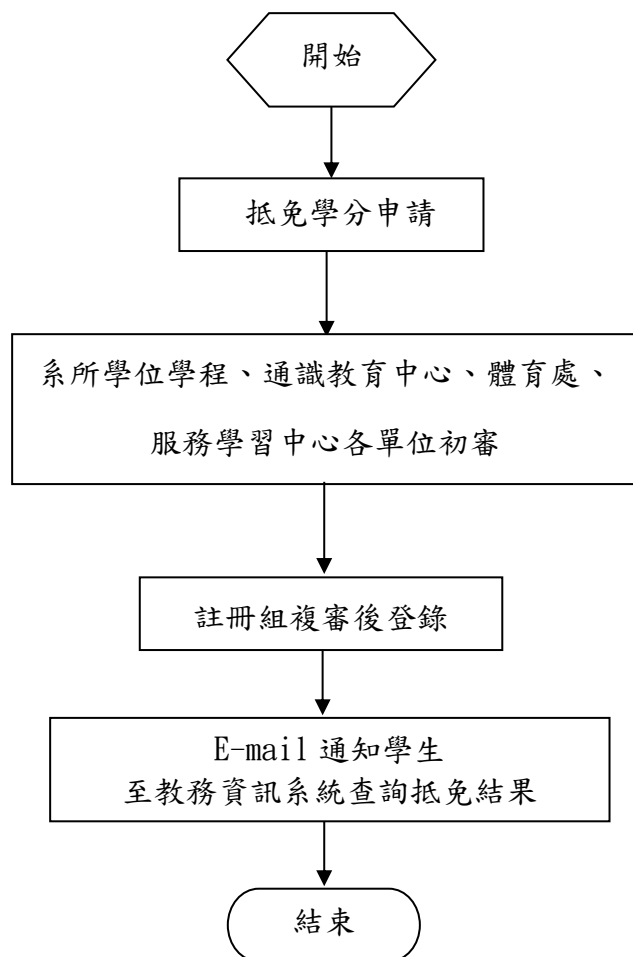 開始
抵免學分申請
系所學位學程、通識教育中心、體育處、
服務學習中心各單位初審
註冊組複審後登錄
E-mail 通知學生
至教務資訊系統查詢抵免結果
結束